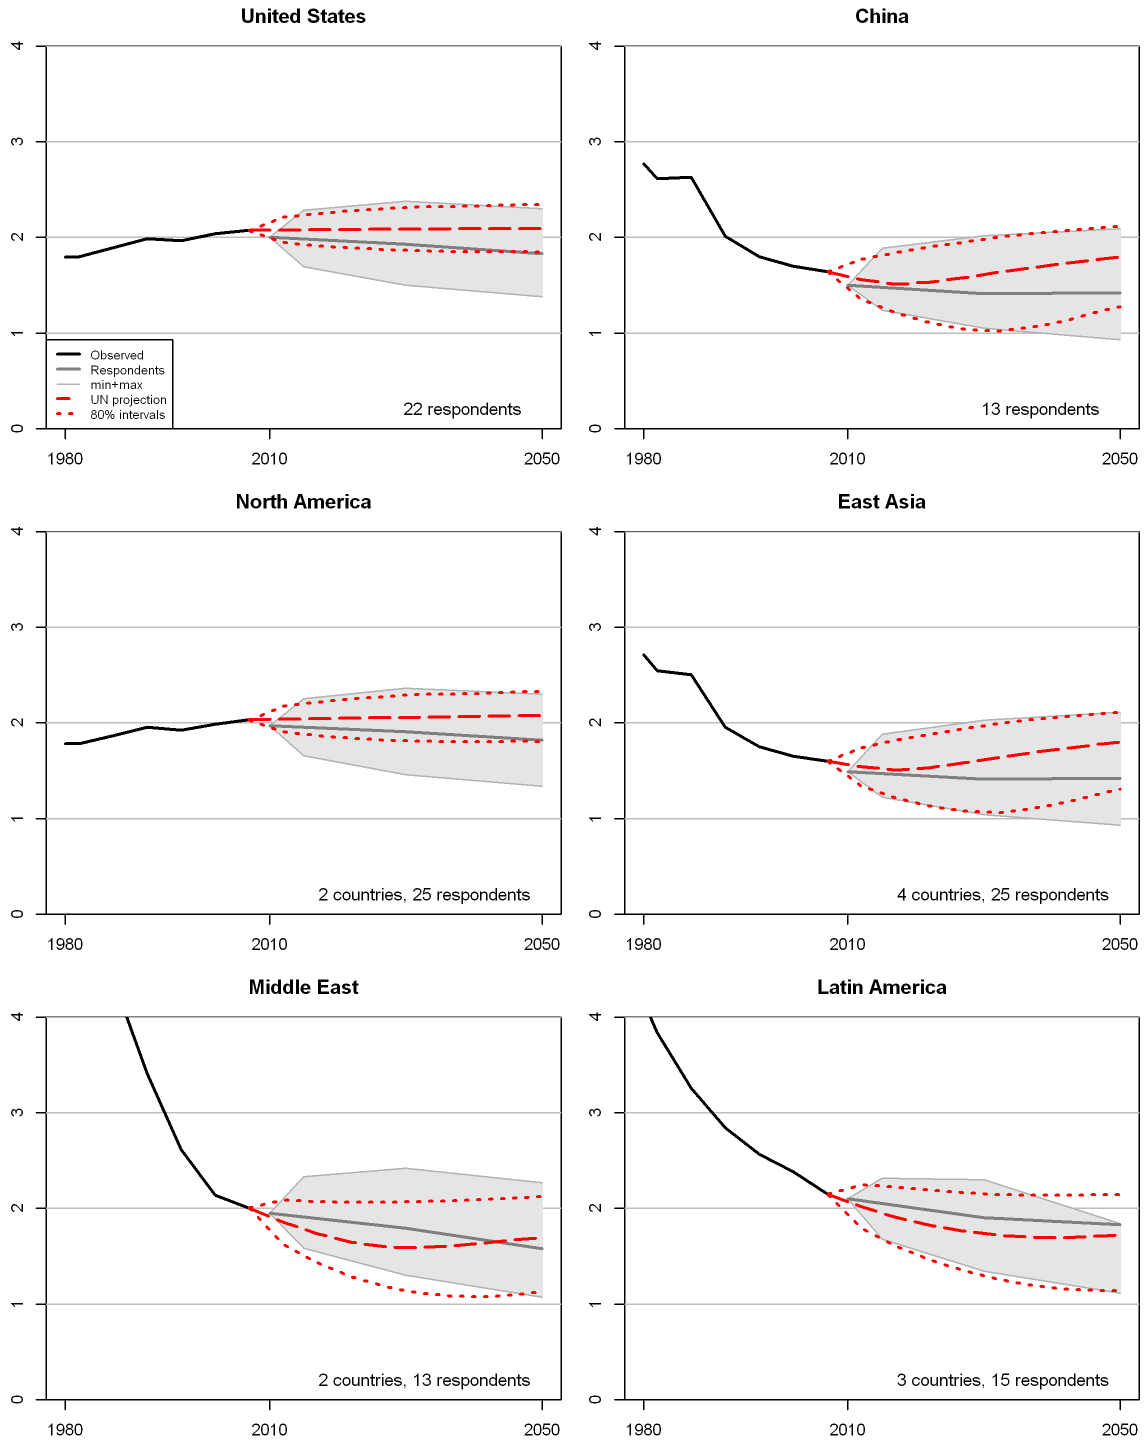 United States
4
3
2
1
0
Observed
Respondents
min+max
UN projection
80% intervals
22 respondents
1980 2010 2050
China
4
3
2
1
0
13 respondents
1980 2010 2050
North America
4
3
2
1
0
2 countries, 25 respondents
1980 2010 2050
East Asia
4
3
2
1
0
4 countries, 25 respondents
1980 2010 2050
Middle East
4
3
2
1
0
2 countries, 13 respondents
1980 2010 2050
Latin America
4
3
2
1
0
3 countries, 15 respondents
1980 2010 2050